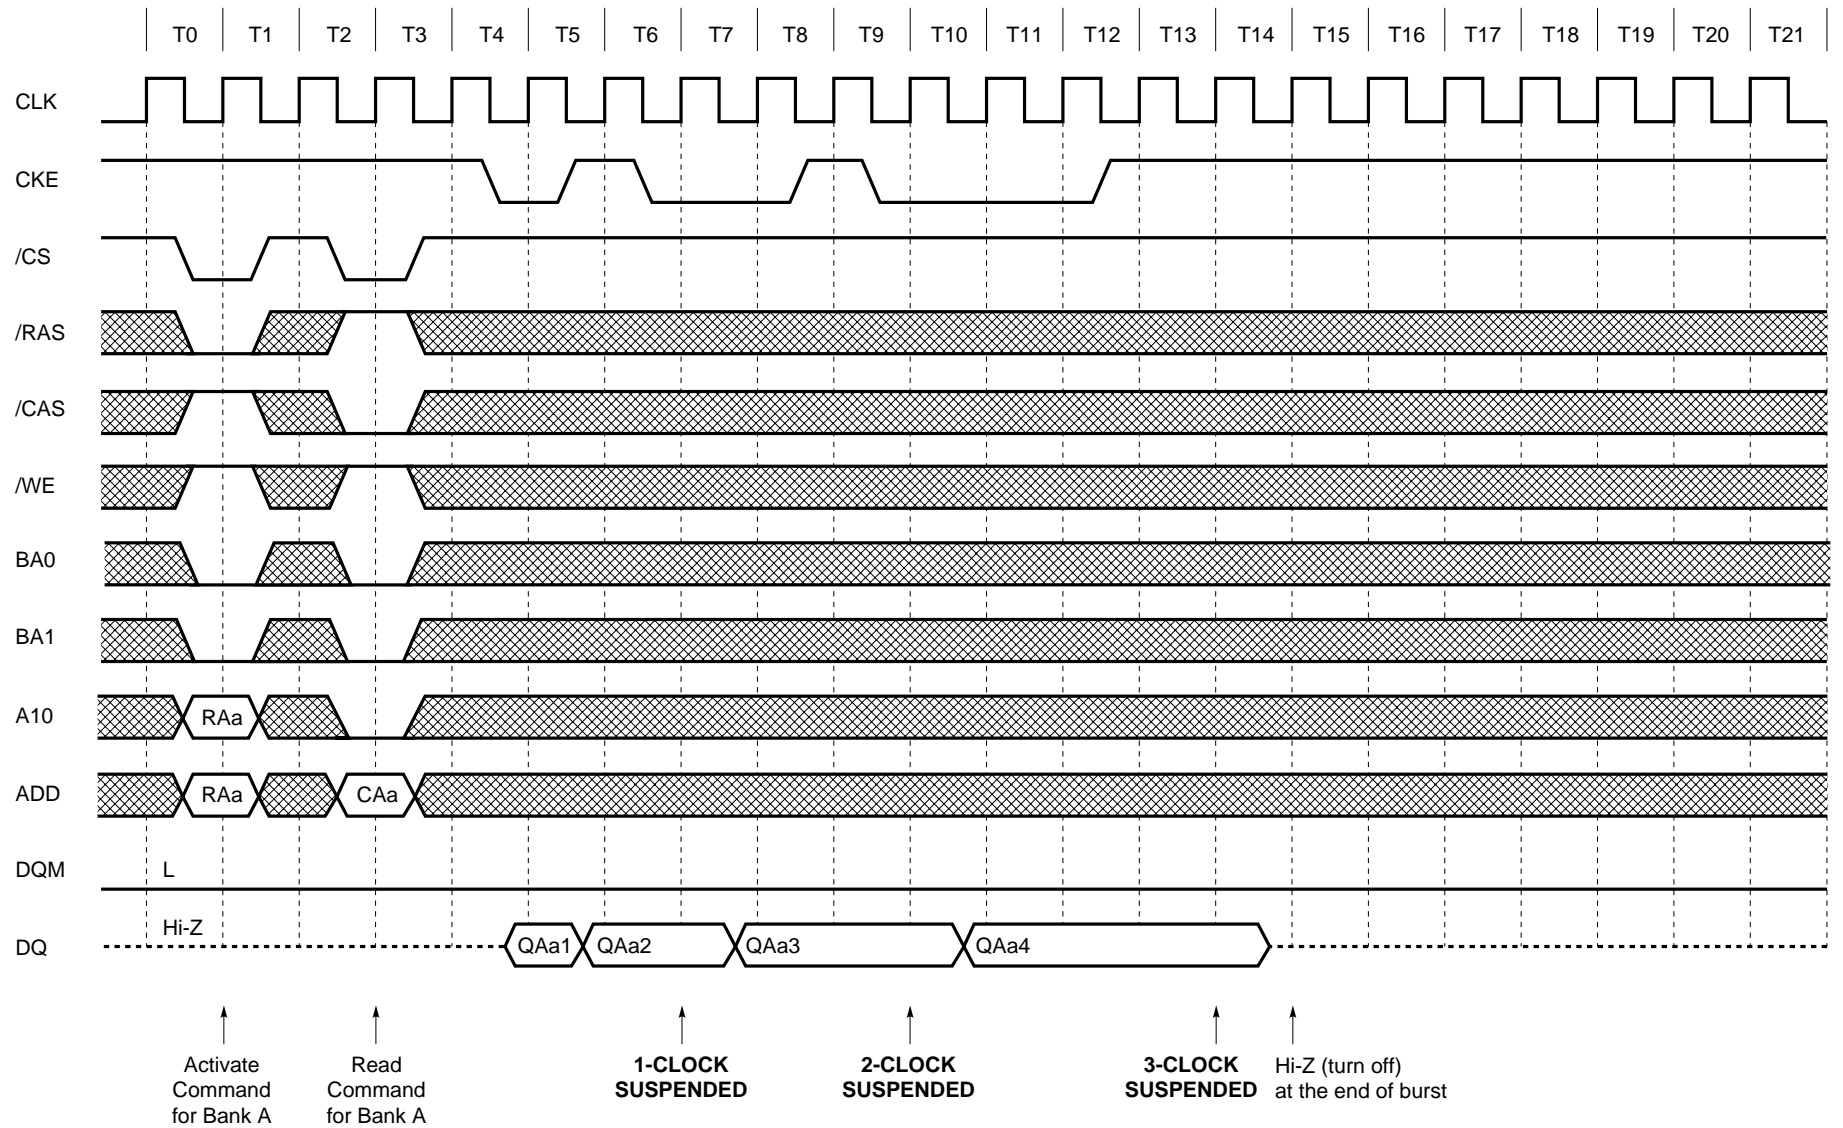 T0 T1 T2 T3 T4 T5 T6 T7 T8 T9 T10 T11 T12 T13 T14 T15 T16 T17 T18 T19 T20 T21
CLK
CKE
/CS
/RAS
/CAS
/WE
BA0
BA1
A10 RAa
ADD RAa CAa
DQM L
Hi-Z
DQ QAa1 QAa2 QAa3 QAa4
Activate
Command
for Bank A
Read
Command
for Bank A
1-CLOCK
SUSPENDED
2-CLOCK
SUSPENDED
3-CLOCK
SUSPENDED
Hi-Z (turn off)
at the end of burst